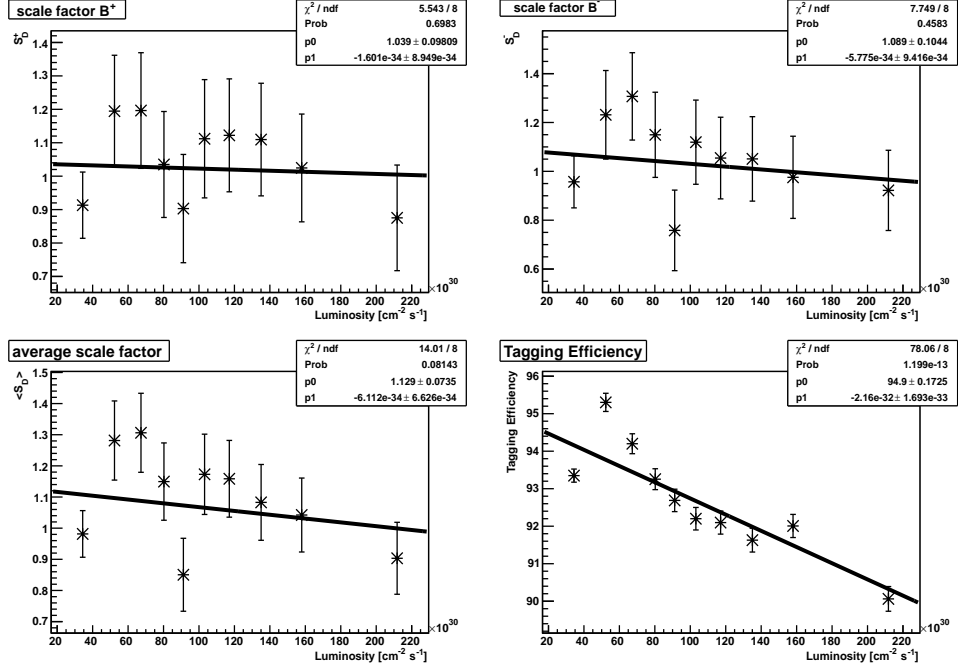 scale factor B⁺
χ² / ndf 5.543 / 8
Prob 0.6983
p0 1.039 ± 0.09809
p1 -1.601e-34 ± 8.949e-34
S⁺_D
1.4
1.3
1.2
1.1
1
0.9
0.8
0.7
20 40 60 80 100 120 140 160 180 200 220
×10³⁰
Luminosity [cm⁻² s⁻¹]
scale factor B⁻
χ² / ndf 7.749 / 8
Prob 0.4583
p0 1.089 ± 0.1044
p1 -5.775e-34 ± 9.416e-34
S⁻_D
1.4
1.2
1
0.8
0.6
20 40 60 80 100 120 140 160 180 200 220
×10³⁰
Luminosity [cm⁻² s⁻¹]
average scale factor
χ² / ndf 14.01 / 8
Prob 0.08143
p0 1.129 ± 0.0735
p1 -6.112e-34 ± 6.626e-34
<S_D>
1.5
1.4
1.3
1.2
1.1
1
0.9
0.8
0.7
20 40 60 80 100 120 140 160 180 200 220
×10³⁰
Luminosity [cm⁻² s⁻¹]
Tagging Efficiency
χ² / ndf 78.06 / 8
Prob 1.199e-13
p0 94.9 ± 0.1725
p1 -2.16e-32 ± 1.693e-33
Tagging Efficiency
96
95
94
93
92
91
90
20 40 60 80 100 120 140 160 180 200 220
×10³⁰
Luminosity [cm⁻² s⁻¹]